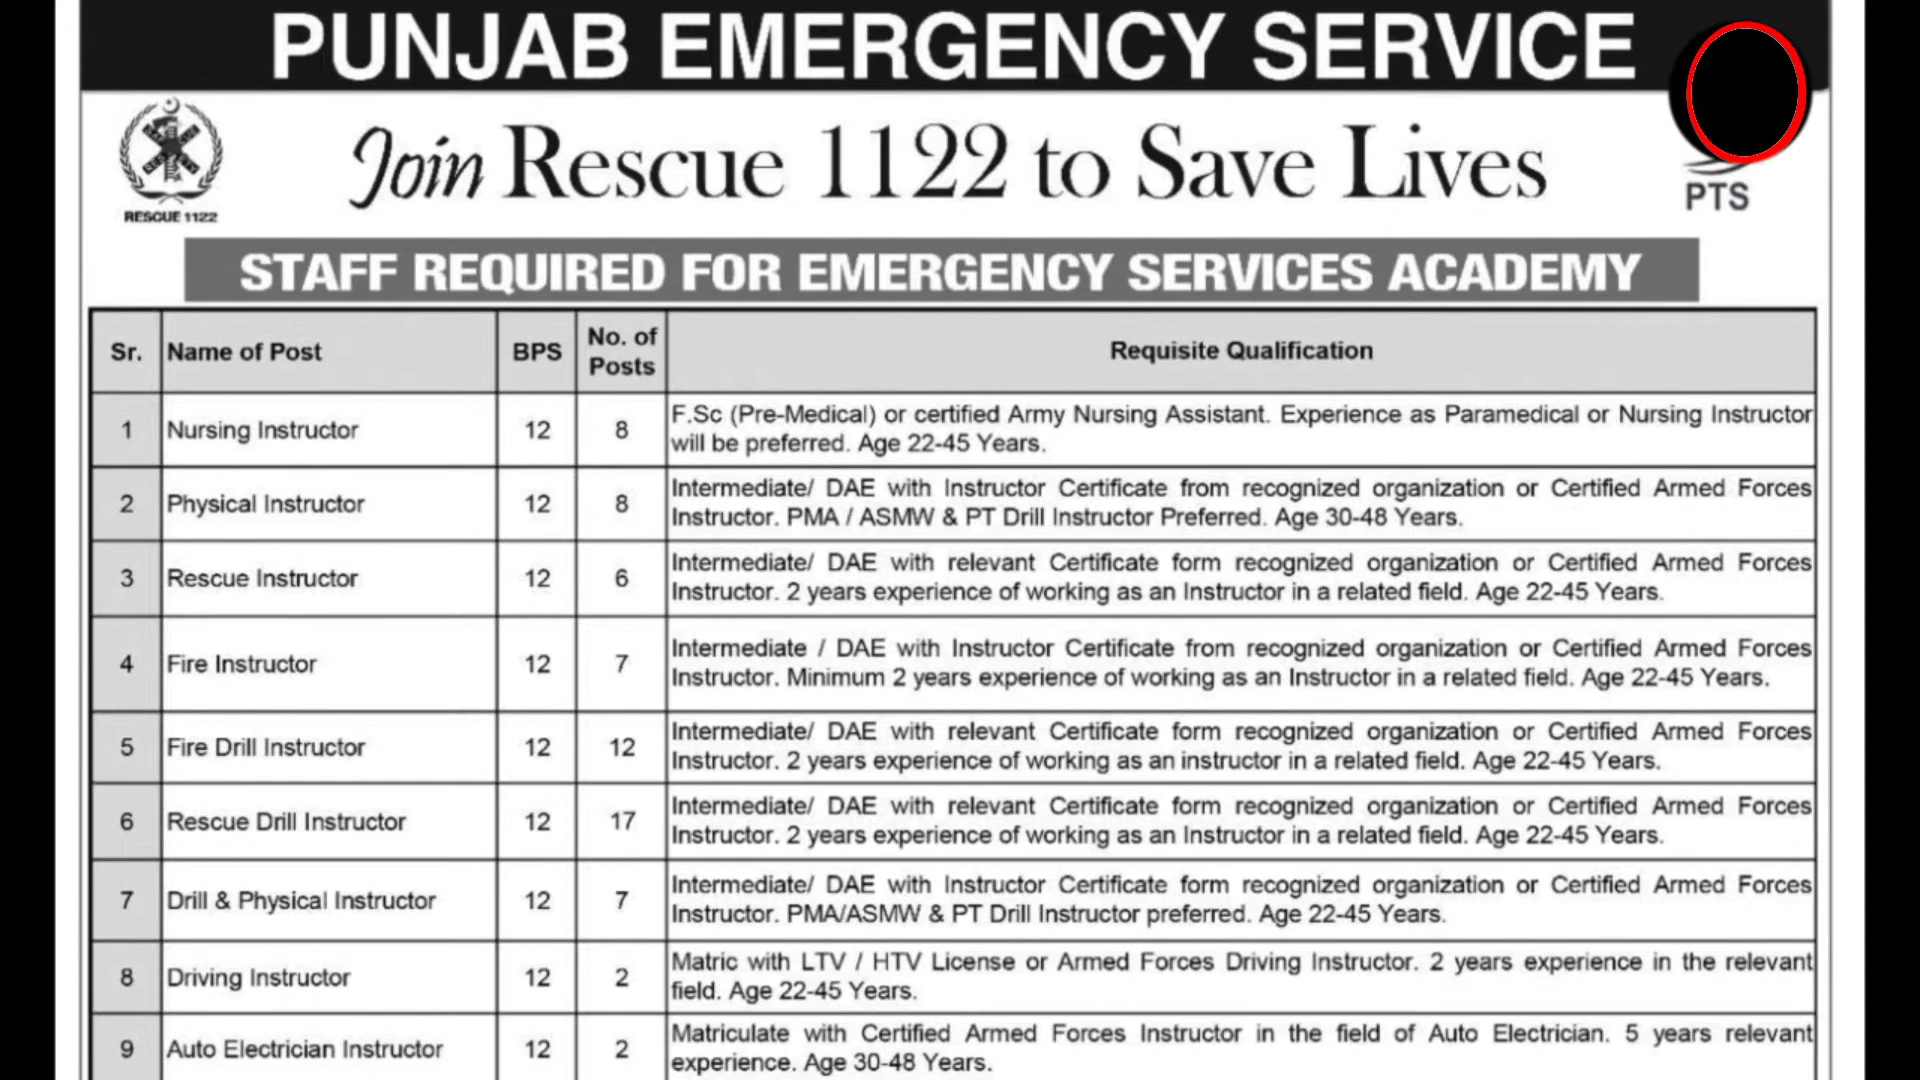 PUNJAB EMERGENCY SERVICE
Join Rescue 1122 to Save Lives
RESCUE 1122
PTS
STAFF REQUIRED FOR EMERGENCY SERVICES ACADEMY
Sr. Name of Post BPS No. of Posts Requisite Qualification
1 Nursing Instructor 12 8 F.Sc (Pre-Medical) or certified Army Nursing Assistant. Experience as Paramedical or Nursing Instructor
will be preferred. Age 22-45 Years.
2 Physical Instructor 12 8 Intermediate/ DAE with Instructor Certificate from recognized organization or Certified Armed Forces
Instructor. PMA / ASMW & PT Drill Instructor Preferred. Age 30-48 Years.
3 Rescue Instructor 12 6 Intermediate/ DAE with relevant Certificate form recognized organization or Certified Armed Forces
Instructor. 2 years experience of working as an Instructor in a related field. Age 22-45 Years.
4 Fire Instructor 12 7 Intermediate / DAE with Instructor Certificate from recognized organization or Certified Armed Forces
Instructor. Minimum 2 years experience of working as an Instructor in a related field. Age 22-45 Years.
5 Fire Drill Instructor 12 12 Intermediate/ DAE with relevant Certificate form recognized organization or Certified Armed Forces
Instructor. 2 years experience of working as an instructor in a related field. Age 22-45 Years.
6 Rescue Drill Instructor 12 17 Intermediate/ DAE with relevant Certificate form recognized organization or Certified Armed Forces
Instructor. 2 years experience of working as an Instructor in a related field. Age 22-45 Years.
7 Drill & Physical Instructor 12 7 Intermediate/ DAE with Instructor Certificate form recognized organization or Certified Armed Forces
Instructor. PMA/ASMW & PT Drill Instructor preferred. Age 22-45 Years.
8 Driving Instructor 12 2 Matric with LTV / HTV License or Armed Forces Driving Instructor. 2 years experience in the relevant
field. Age 22-45 Years.
9 Auto Electrician Instructor 12 2 Matriculate with Certified Armed Forces Instructor in the field of Auto Electrician. 5 years relevant
experience. Age 30-48 Years.